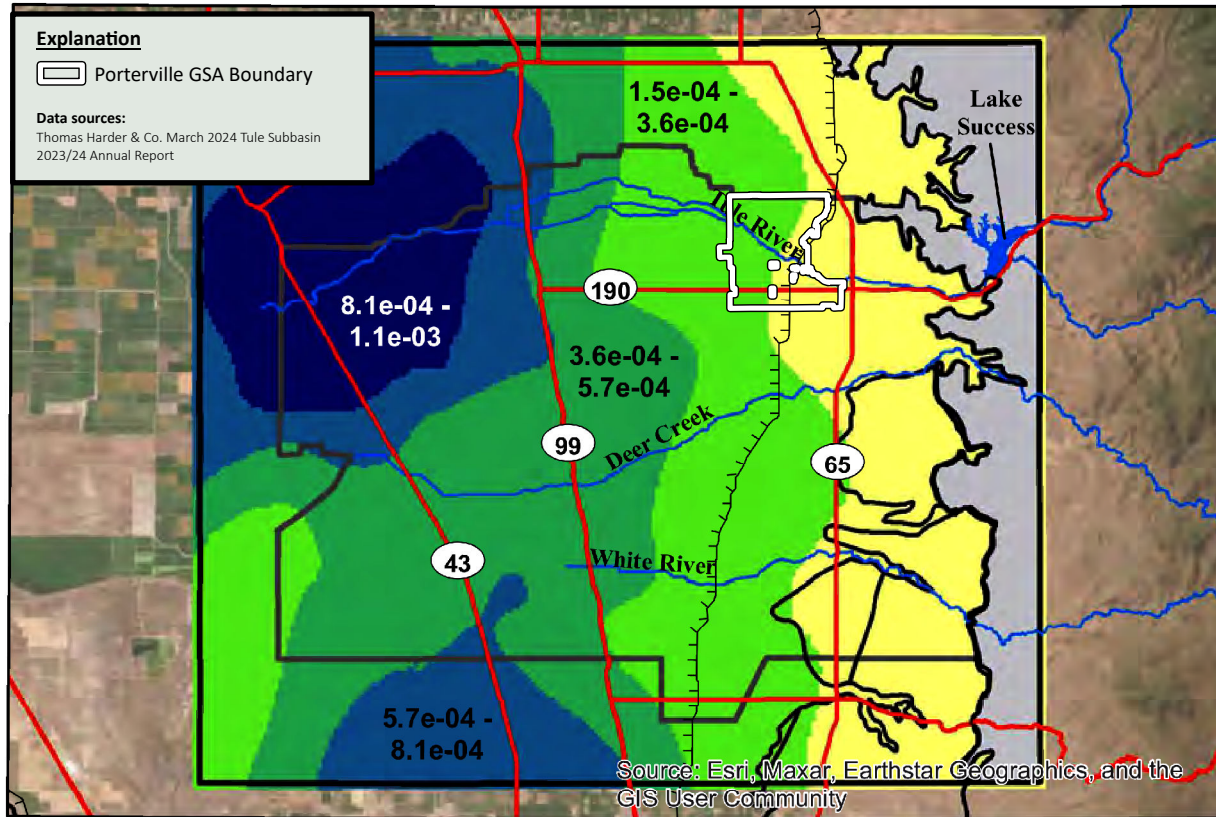 Explanation
Porterville GSA Boundary
Data sources:
Thomas Harder & Co. March 2024 Tule Subbasin
2023/24 Annual Report
1.5e-04 -
3.6e-04
Lake
Success
Tule River
8.1e-04 -
1.1e-03
190
3.6e-04 -
5.7e-04
Deer Creek
99
65
White River
43
5.7e-04 -
8.1e-04
Source: Esri, Maxar, Earthstar Geographics, and the
GIS User Community